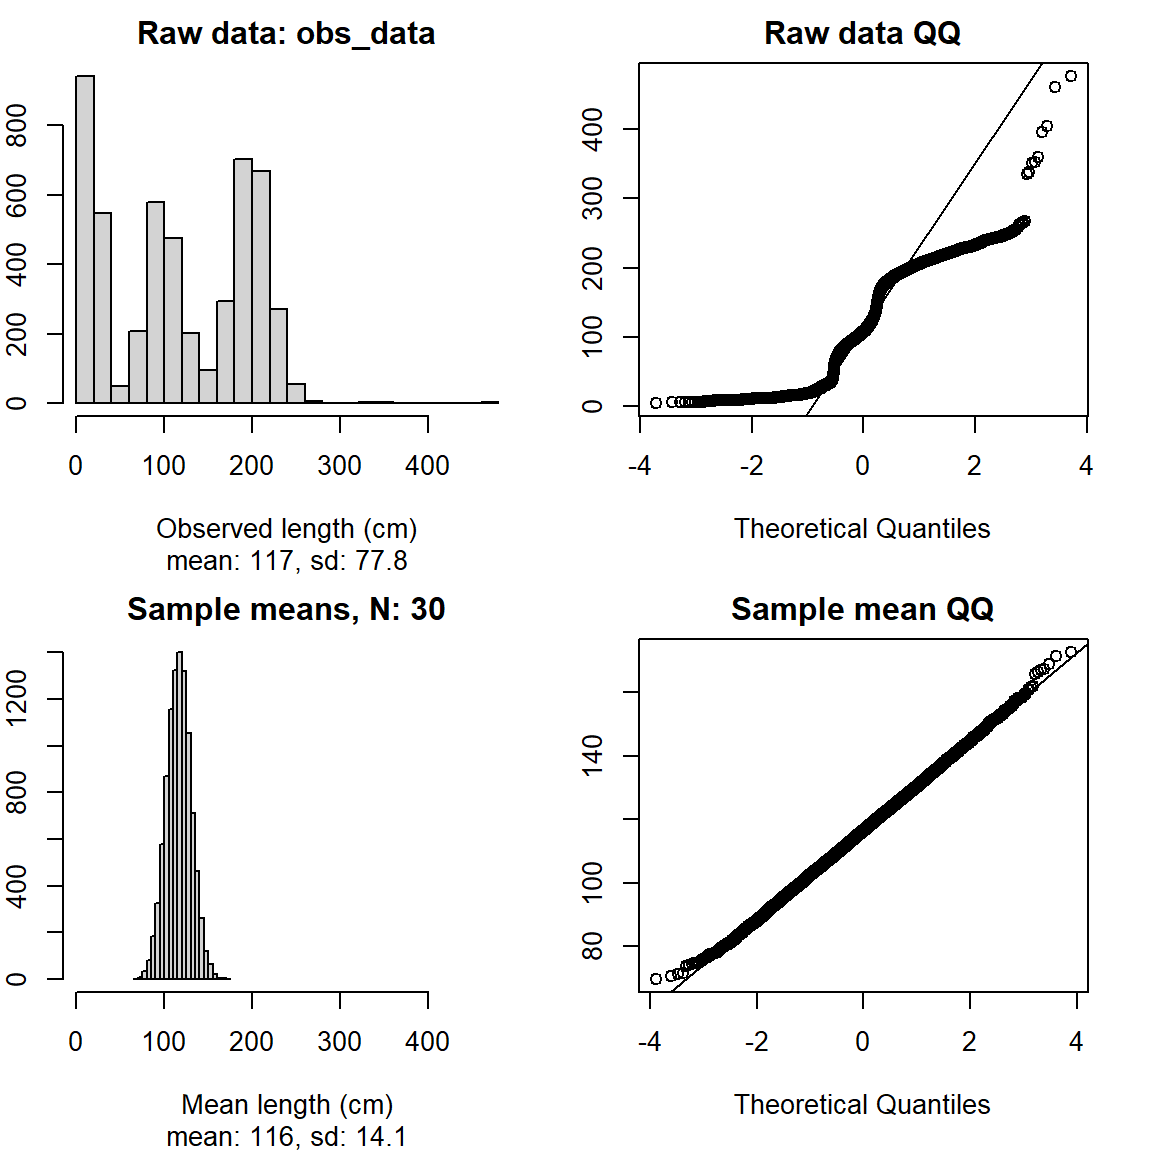 Raw data: obs_data
0 200 400 600 800
0 100 200 300 400
Observed length (cm)
mean: 117, sd: 77.8
Raw data QQ
0 100 200 300 400
-4 -2 0 2 4
Theoretical Quantiles
Sample means, N: 30
0 400 800 1200
0 100 200 300 400
Mean length (cm)
mean: 116, sd: 14.1
Sample mean QQ
80 100 140
-4 -2 0 2 4
Theoretical Quantiles